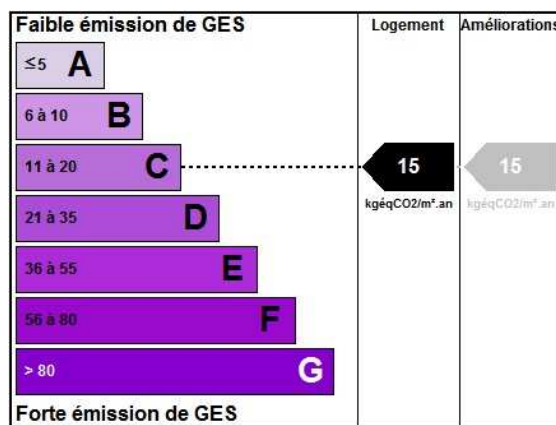 Faible émission de GES
Logement
Améliorations
≤5 A
6 à 10 B
11 à 20 C
15
15
kgéqCO2/m².an
kgéqCO2/m².an
21 à 35 D
36 à 55 E
56 à 80 F
> 80 G
Forte émission de GES